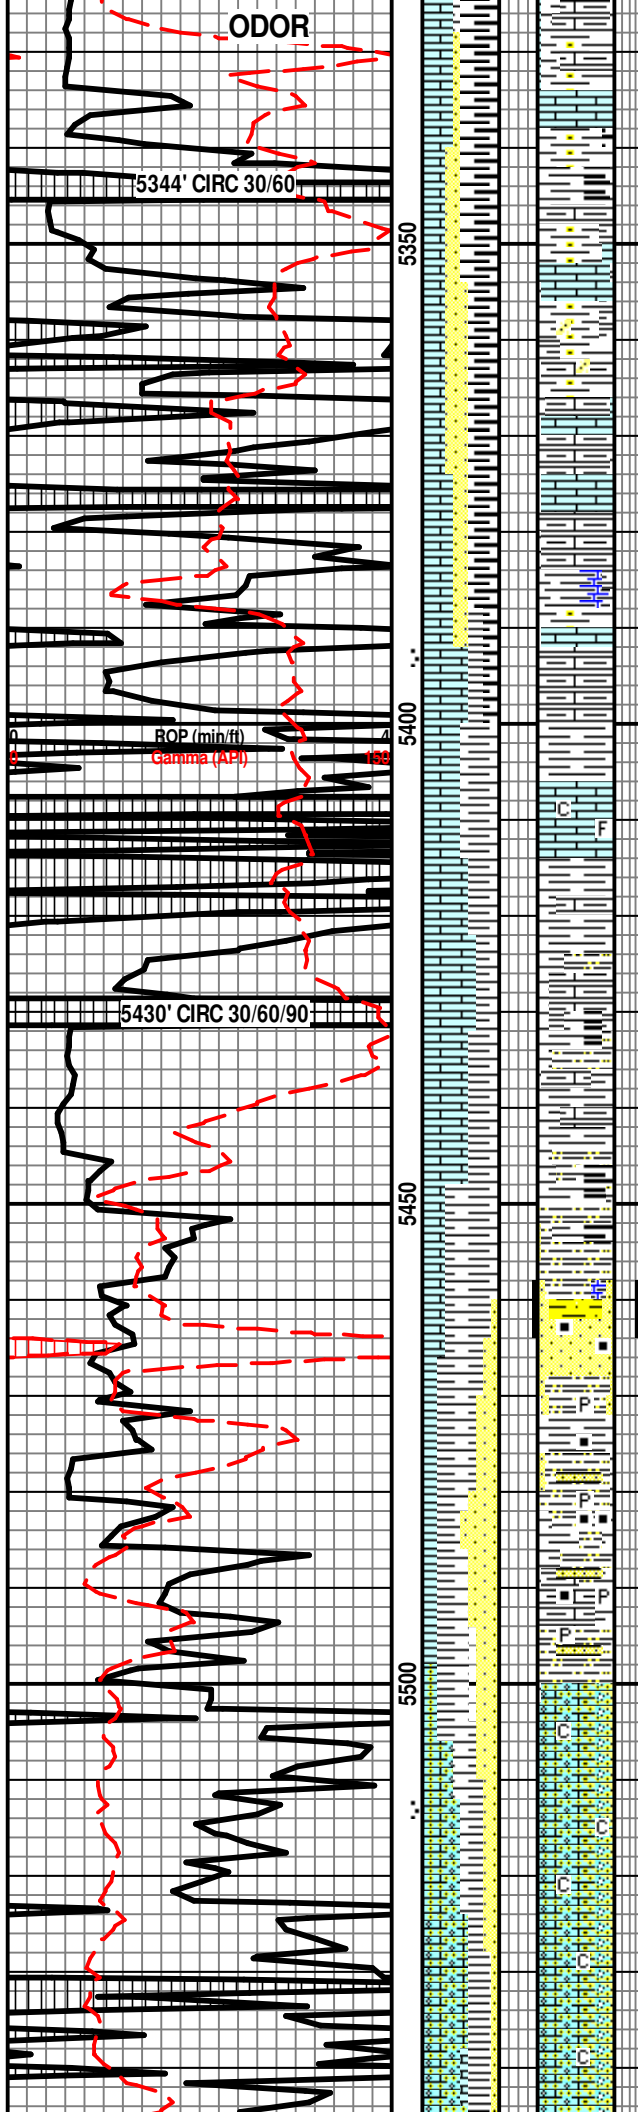 ODOR
5344' CIRC 30/60
5350
5400
0 ROP (min/ft) 4
0 Gamma (API) 150
C
F
5430' CIRC 30/60/90
5450
P
P
P
P
5500
C
C
C
C
C